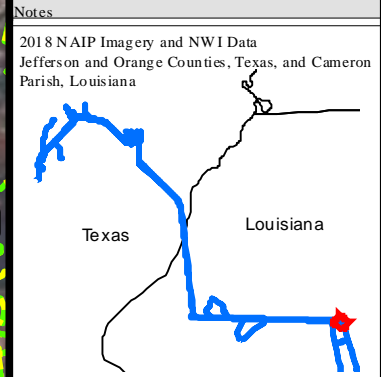 Notes
2018 NAIP Imagery and NWI Data
Jefferson and Orange Counties, Texas, and Cameron
Parish, Louisiana
Texas
Louisiana